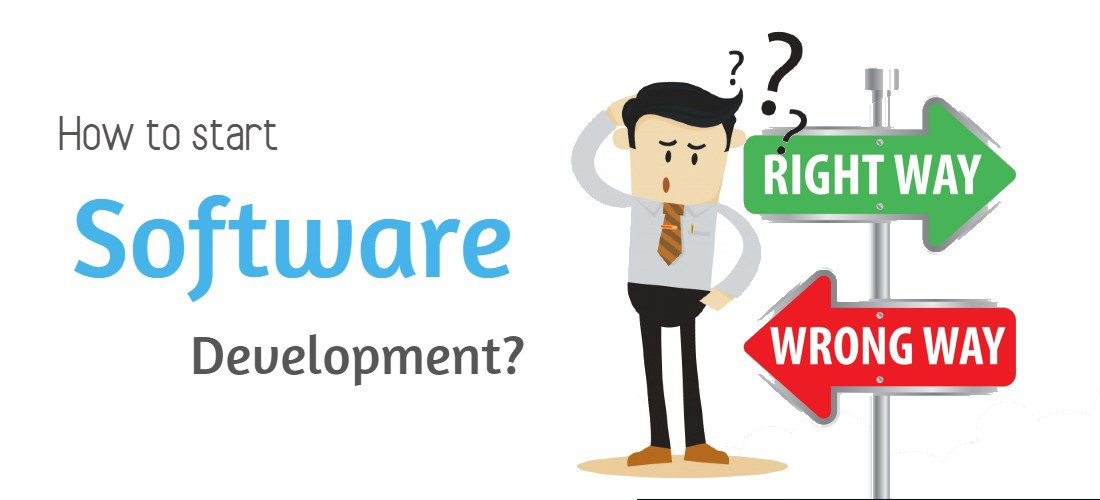 How to start
Software
Development?
? ? ?
RIGHT WAY
WRONG WAY